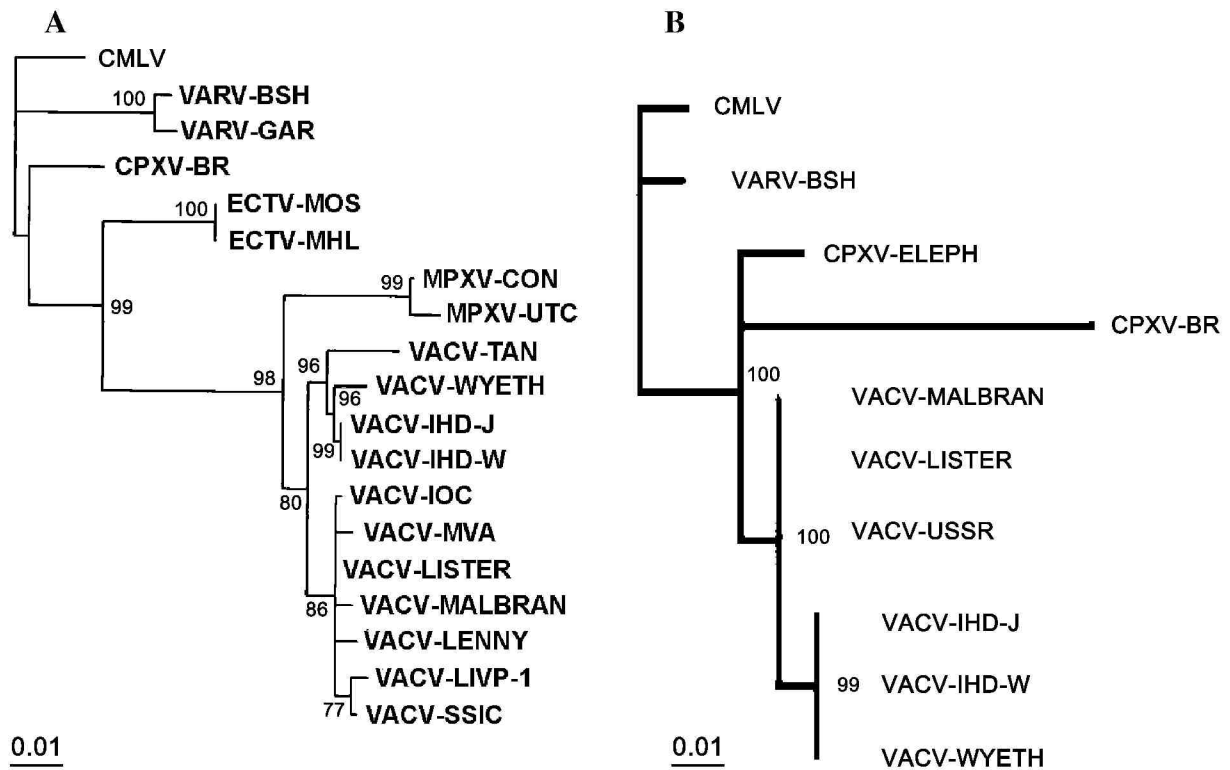 A
CMLV
100
VARV-BSH
VARV-GAR
CPXV-BR
100
ECTV-MOS
ECTV-MHL
99
99
MPXV-CON
MPXV-UTC
98
96
VACV-TAN
VACV-WYETH
96
VACV-IHD-J
99
VACV-IHD-W
80
VACV-IOC
VACV-MVA
VACV-LISTER
86
VACV-MALBRAN
VACV-LENNY
VACV-LIVP-1
77
VACV-SSIC
0.01
B
CMLV
VARV-BSH
CPXV-ELEPH
CPXV-BR
100
VACV-MALBRAN
VACV-LISTER
100
VACV-USSR
VACV-IHD-J
99
VACV-IHD-W
VACV-WYETH
0.01